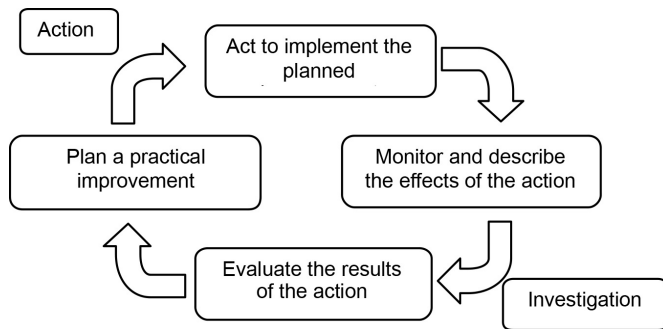 Action
Act to implement the
planned
Plan a practical
improvement
Monitor and describe
the effects of the action
Evaluate the results
of the action
Investigation